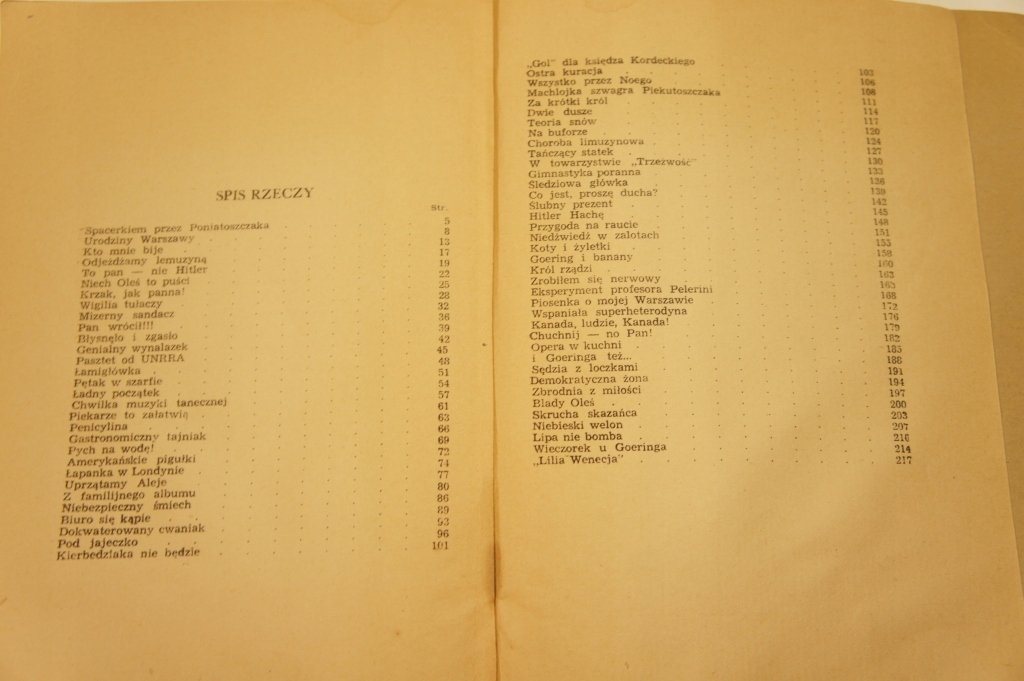 SPIS RZECZY
Str.
Spacerkiem przez Poniatoszczaka 5
Urodziny Warszawy 8
Kto mnie bije 13
Odjeżdżamy lemuzyną 17
To pan — nie Hitler 19
Niech Oleś to puści 22
Krzak, jak panna! 25
Wigilia tułaczy 28
Mizerny sandacz 32
Pan wrócił!!! 36
Błysnęło i zgasło 39
Genialny wynalazek 42
Pasztet od UNRRA 45
Łamigłówka 48
Pętak w szarfie 51
Ładny początek 54
Chwilka muzyki tanecznej 57
Piekarze to załatwią 61
Penicylina 63
Gastronomiczny tajniak 66
Pych na wodę! 69
Amerykańskie pigułki 72
Łapanka w Londynie 74
Uprzątamy Aleje 77
Z familijnego albumu 80
Niebezpieczny śmiech 86
Biuro się kąpie 89
Dokwaterowany cwaniak 93
Pod jajeczko 96
Kierbedziaka nie będzie 101
„Gol" dla księdza Kordeckiego 103
Ostra kuracja 106
Wszystko przez Noego 108
Machlojka szwagra Piekutoszczaka 111
Za krótki król 114
Dwie dusze 117
Teoria snów 120
Na buforze 124
Choroba limuzynowa 127
Tańczący statek 130
W towarzystwie „Trzeźwość" 133
Gimnastyka poranna 136
Śledziowa główka 139
Co jest, proszę ducha? 142
Ślubny prezent 145
Hitler Hachę 148
Przygoda na raucie 151
Niedźwiedź w zalotach 155
Koty i żyletki 158
Goering i banany 160
Król rządzi 163
Zrobiłem się nerwowy 165
Eksperyment profesora Pelerini 168
Piosenka o mojej Warszawie 172
Wspaniała superheterodyna 176
Kanada, ludzie, Kanada! 179
Chuchnij — no Pan! 182
Opera w kuchni 185
i Goeringa też... 188
Sędzia z loczkami 191
Demokratyczna żona 194
Zbrodnia z miłości 197
Blady Oleś 200
Skrucha skazańca 203
Niebieski welon 207
Lipa nie bomba 210
Wieczorek u Goeringa 214
„Lilia Wenecja" 217